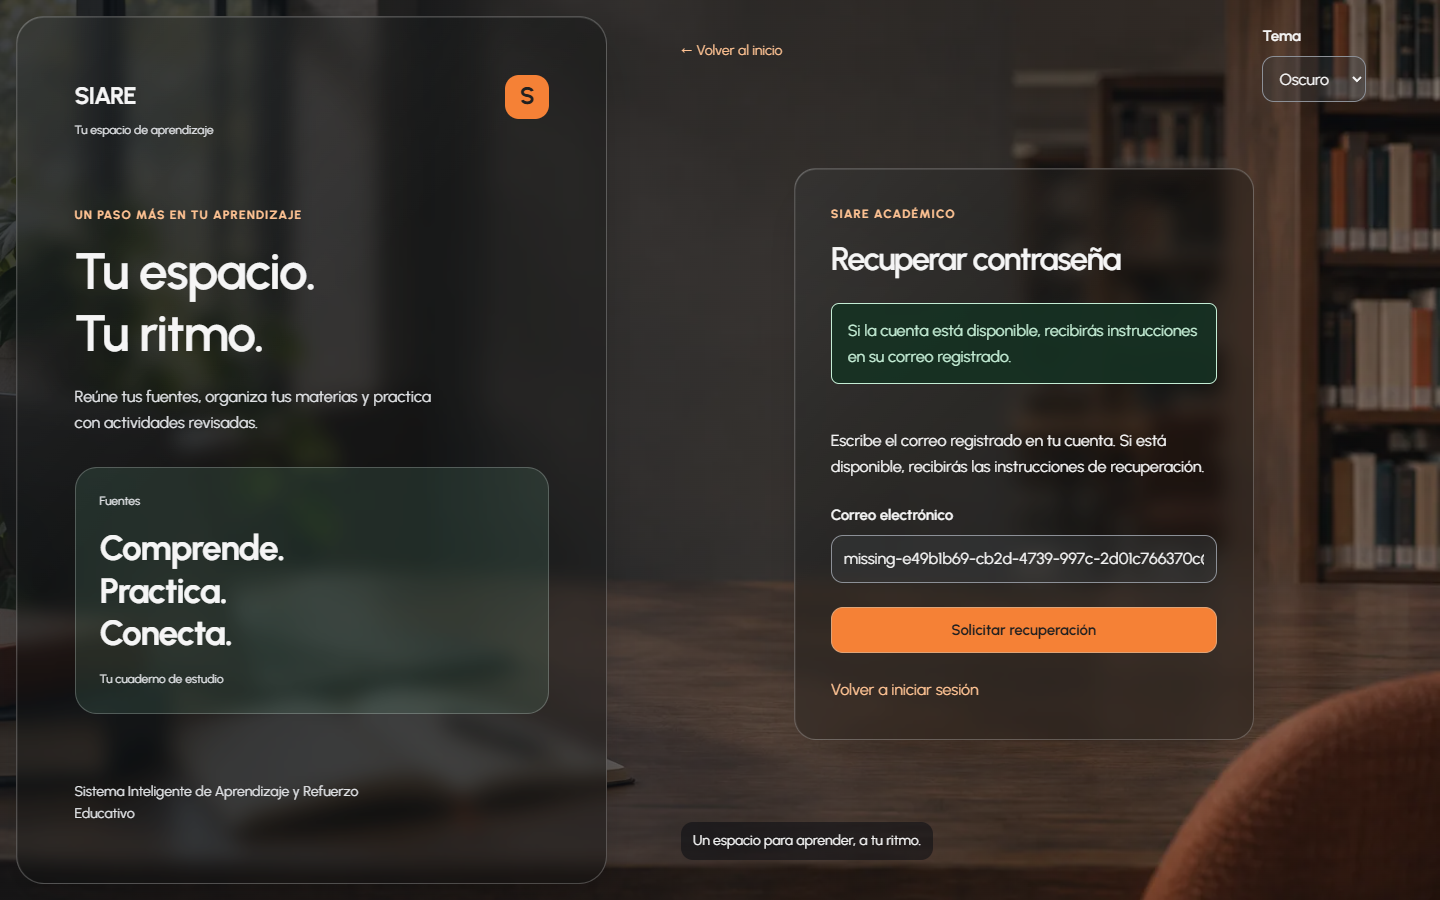 SIARE
S
Tu espacio de aprendizaje
UN PASO MÁS EN TU APRENDIZAJE
Tu espacio.
Tu ritmo.
Reúne tus fuentes, organiza tus materias y practica
con actividades revisadas.
Fuentes
Comprende.
Practica.
Conecta.
Tu cuaderno de estudio
Sistema Inteligente de Aprendizaje y Refuerzo
Educativo
← Volver al inicio
Tema
Oscuro
SIARE ACADÉMICO
Recuperar contraseña
Si la cuenta está disponible, recibirás instrucciones
en su correo registrado.
Escribe el correo registrado en tu cuenta. Si está
disponible, recibirás las instrucciones de recuperación.
Correo electrónico
missing-e49b1b69-cb2d-4739-997c-2d01c766370c
Solicitar recuperación
Volver a iniciar sesión
Un espacio para aprender, a tu ritmo.